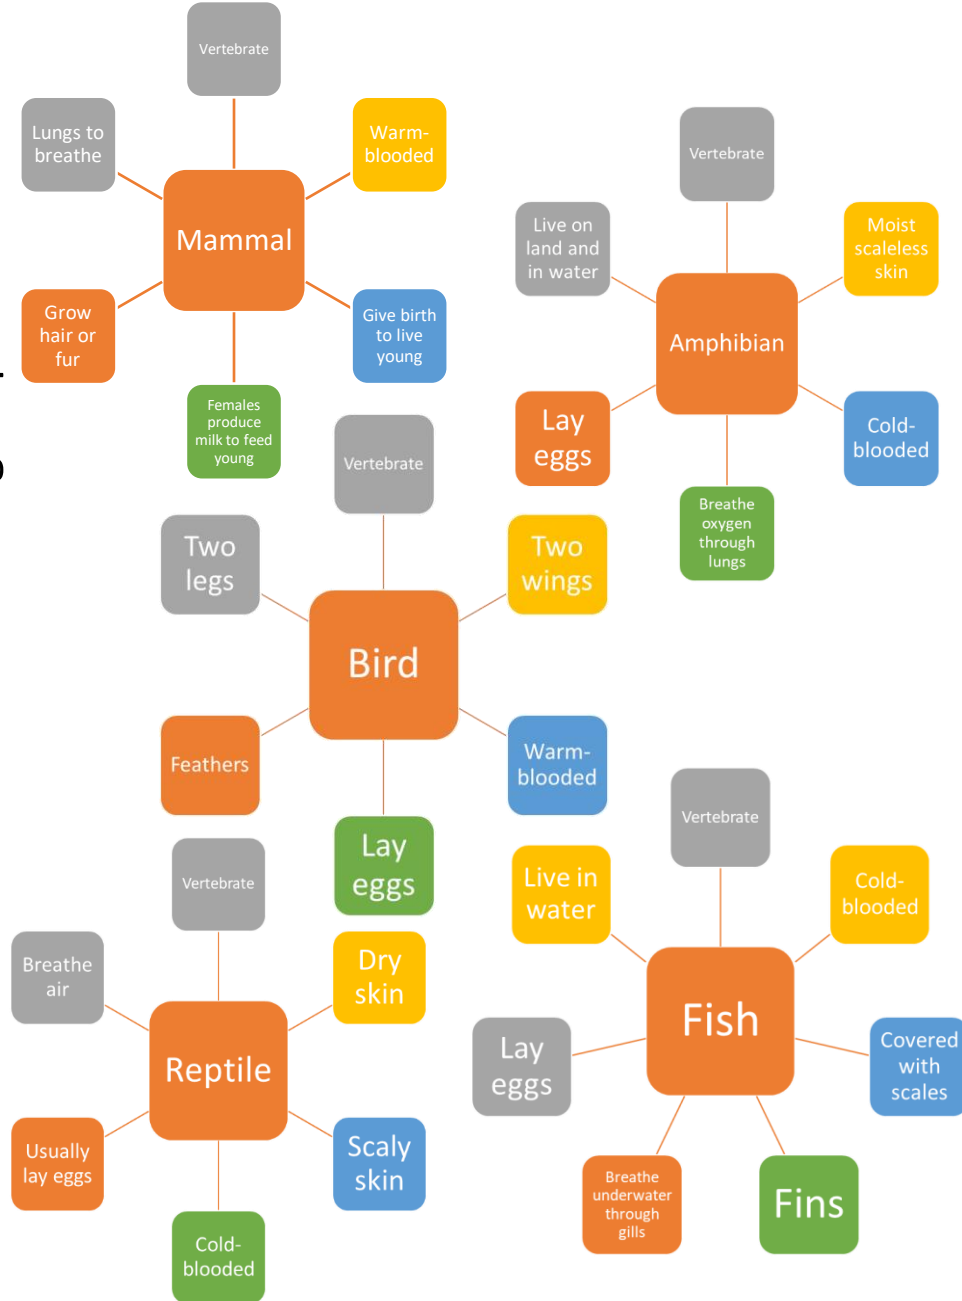 Vertebrate
Lungs to
breathe
Warm-
blooded
Mammal
Grow
hair or
fur
Give birth
to live
young
Females
produce
milk to feed
young
Vertebrate
Live on
land and
in water
Moist
scaleless
skin
Amphibian
Lay
eggs
Cold-
blooded
Breathe
oxygen
through
lungs
Vertebrate
Two
legs
Two
wings
Bird
Feathers
Warm-
blooded
Lay
eggs
Vertebrate
Breathe
air
Dry
skin
Reptile
Usually
lay eggs
Scaly
skin
Cold-
blooded
Vertebrate
Live in
water
Cold-
blooded
Fish
Lay
eggs
Covered
with
scales
Breathe
underwater
through
gills
Fins